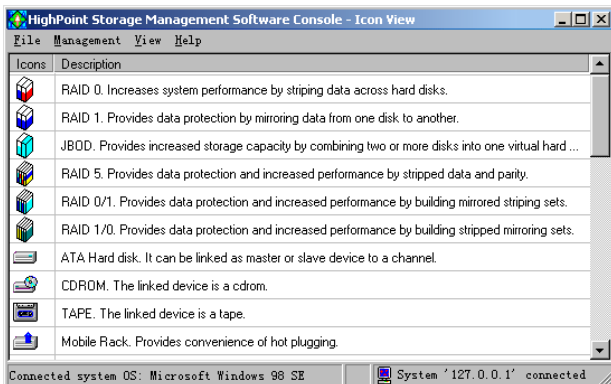 HighPoint Storage Management Software Console - Icon View
File Management View Help
Icons Description
RAID 0. Increases system performance by striping data across hard disks.
RAID 1. Provides data protection by mirroring data from one disk to another.
JBOD. Provides increased storage capacity by combining two or more disks into one virtual hard ...
RAID 5. Provides data protection and increased performance by stripped data and parity.
RAID 0/1. Provides data protection and increased performance by building mirrored striping sets.
RAID 1/0. Provides data protection and increased performance by building stripped mirroring sets.
ATA Hard disk. It can be linked as master or slave device to a channel.
CDROM. The linked device is a cdrom.
TAPE. The linked device is a tape.
Mobile Rack. Provides convenience of hot plugging.
Connected system OS: Microsoft Windows 98 SE System '127.0.0.1' connected